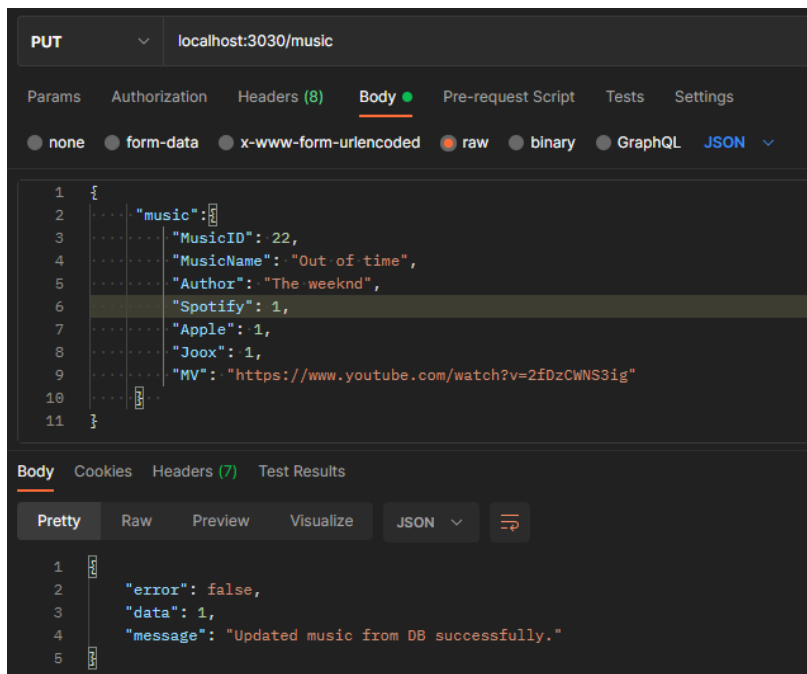 PUT localhost:3030/music
Params Authorization Headers (8) Body Pre-request Script Tests Settings
none form-data x-www-form-urlencoded raw binary GraphQL JSON
1 {
2 "music":{
3 "MusicID": 22,
4 "MusicName": "Out of time",
5 "Author": "The weeknd",
6 "Spotify": 1,
7 "Apple": 1,
8 "Joox": 1,
9 "MV": "https://www.youtube.com/watch?v=2fDzCWNS3ig"
10 }
11 }
Body Cookies Headers (7) Test Results
Pretty Raw Preview Visualize JSON
1 {
2 "error": false,
3 "data": 1,
4 "message": "Updated music from DB successfully."
5 }